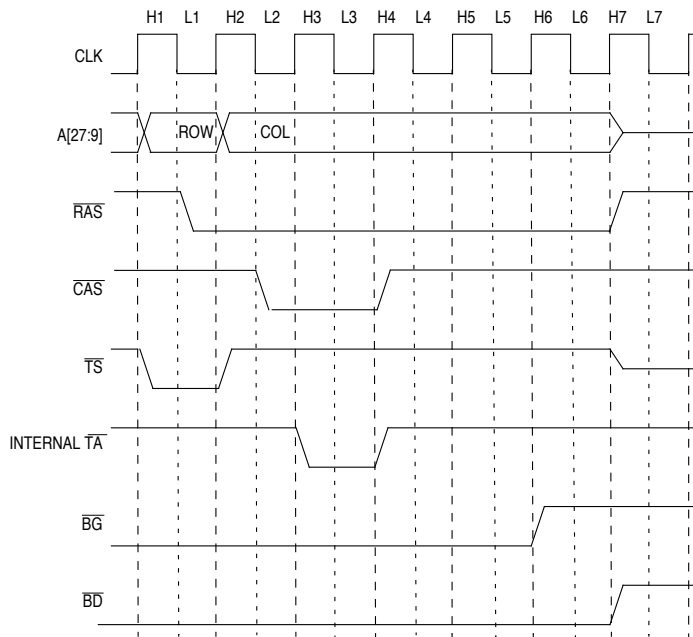 H1 L1 H2 L2 H3 L3 H4 L4 H5 L5 H6 L6 H7 L7
CLK
A[27:9] ROW COL
RAS
CAS
TS
INTERNAL TA
BG
BD